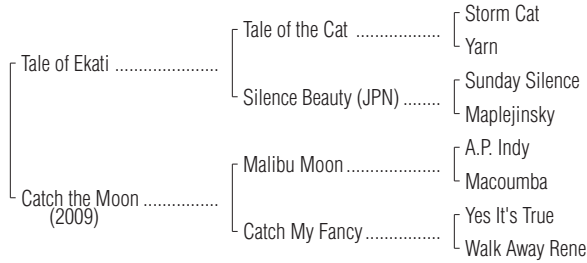 Storm Cat
Tale of the Cat ..................
Yarn
Tale of Ekati ......................
Sunday Silence
Silence Beauty (JPN) ........
Maplejinsky
A.P. Indy
Malibu Moon ....................
Macoumba
Catch the Moon ................
(2009)
Yes It's True
Catch My Fancy ................
Walk Away Rene